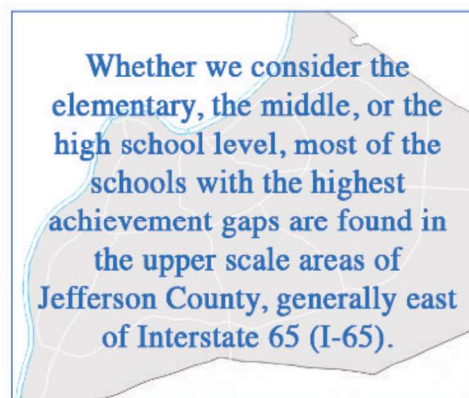 Whether we consider the
elementary, the middle, or the
high school level, most of the
schools with the highest
achievement gaps are found in
the upper scale areas of
Jefferson County, generally east
of Interstate 65 (I-65).